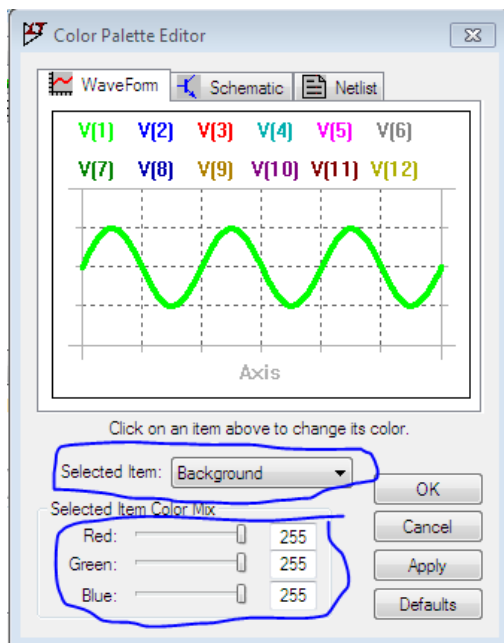 Color Palette Editor
WaveForm Schematic Netlist
V(1) V(2) V(3) V(4) V(5) V(6)
V(7) V(8) V(9) V(10) V(11) V(12)
Axis
Click on an item above to change its color.
Selected Item: Background
OK
Selected Item Color Mix
Cancel
Red: 255
Green: 255
Apply
Blue: 255
Defaults